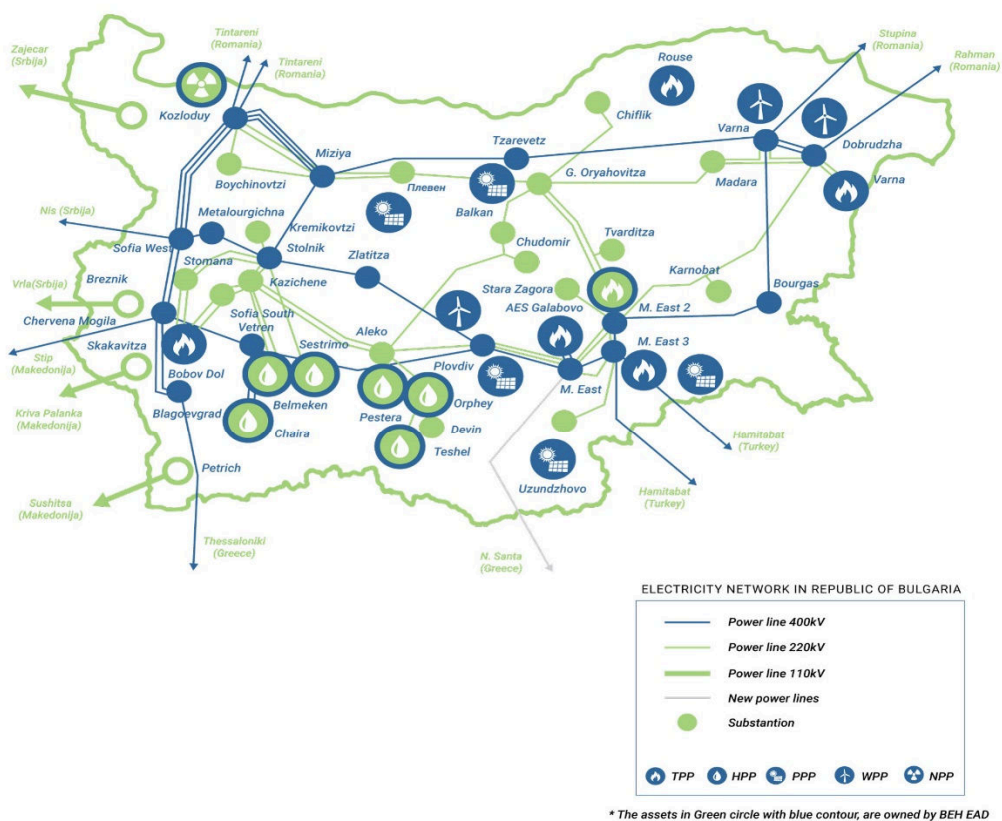 Tintareni
(Romania)
Tintareni
(Romania)
Stupina
(Romania)
Rahman
(Romania)
Zajecar
(Srbija)
Kozloduy
Rouse
Chiflik
Varna
Dobrudzha
Tzarevetz
Miziya
Boychinovtzi
Плевен
G. Oryahovitza
Madara
Varna
Balkan
Nis (Srbija)
Metalourgichna
Kremikovtzi
Sofia West
Stolnik
Stomana
Zlatitza
Chudomir
Tvarditza
Karnobat
Breznik
Vrla(Srbija)
Kazichene
Stara Zagora
AES Galabovo
M. East 2
Bourgas
Chervena Mogila
Sofia South
Vetren
Aleko
Skakavitza
Sestrimo
Plovdiv
M. East 3
M. East
Stip
(Makedonija)
Bobov Dol
Belmeken
Pestera
Orphey
Blagoevgrad
Kriva Palanka
(Makedonija)
Chaira
Devin
Teshel
Hamitabat
(Turkey)
Petrich
Uzundzhovo
Hamitabat
(Turkey)
Sushitsa
(Makedonija)
Thessaloniki
(Greece)
N. Santa
(Greece)
ELECTRICITY NETWORK IN REPUBLIC OF BULGARIA
Power line 400kV
Power line 220kV
Power line 110kV
New power lines
Substantion
TPP HPP PPP WPP NPP
* The assets in Green circle with blue contour, are owned by BEH EAD